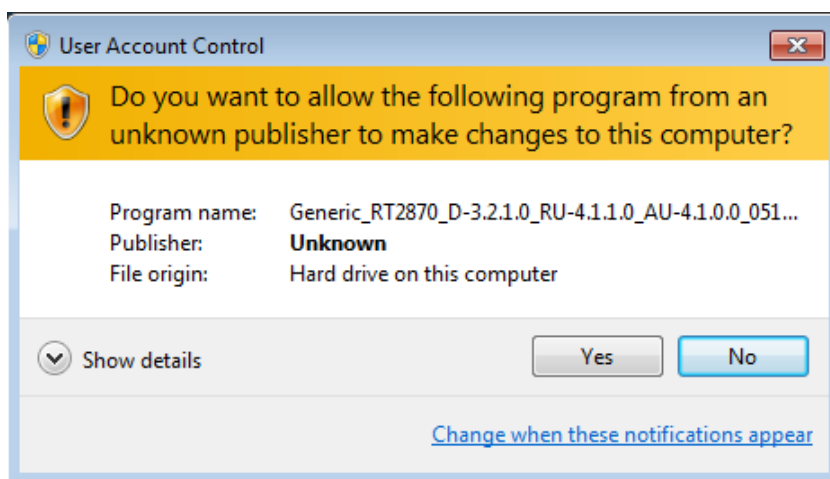 User Account Control
Do you want to allow the following program from an
unknown publisher to make changes to this computer?
Program name: Generic_RT2870_D-3.2.1.0_RU-4.1.1.0_AU-4.1.0.0_051...
Publisher: Unknown
File origin: Hard drive on this computer
Show details Yes No
Change when these notifications appear